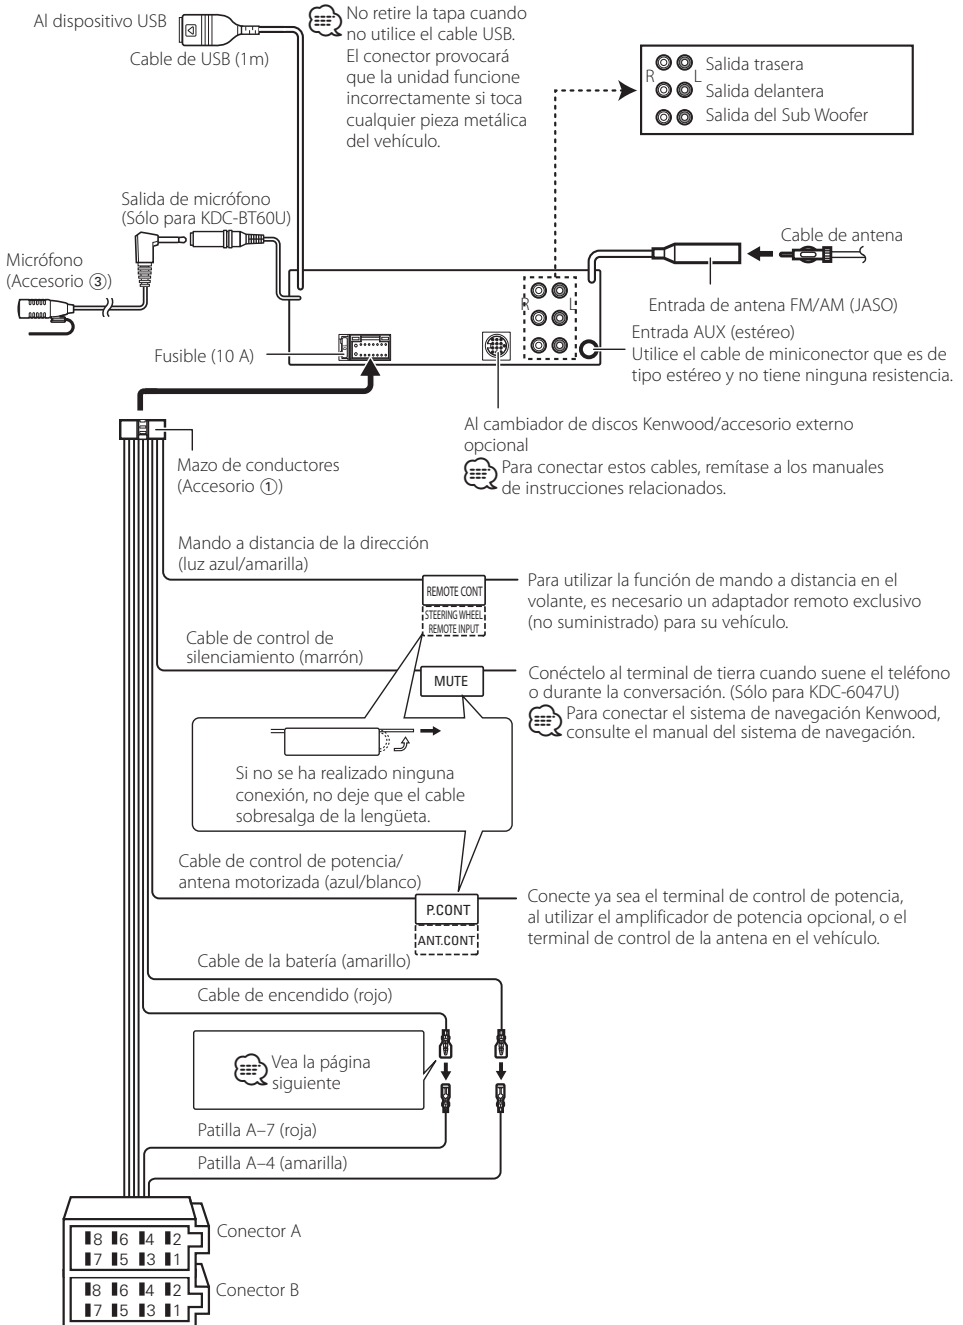 Al dispositivo USB
Cable de USB (1m)
No retire la tapa cuando
no utilice el cable USB.
El conector provocará
que la unidad funcione
incorrectamente si toca
cualquier pieza metálica
del vehículo.
R
L
Salida trasera
Salida delantera
Salida del Sub Woofer
Salida de micrófono
(Sólo para KDC-BT60U)
Micrófono
(Accesorio ③)
Cable de antena
Entrada de antena FM/AM (JASO)
R
L
Fusible (10 A)
Entrada AUX (estéreo)
Utilice el cable de miniconector que es de
tipo estéreo y no tiene ninguna resistencia.
Al cambiador de discos Kenwood/accesorio externo
opcional
Para conectar estos cables, remítase a los manuales
de instrucciones relacionados.
Mazo de conductores
(Accesorio ①)
Mando a distancia de la dirección
(luz azul/amarilla)
REMOTE CONT
STEERING WHEEL
REMOTE INPUT
Para utilizar la función de mando a distancia en el
volante, es necesario un adaptador remoto exclusivo
(no suministrado) para su vehículo.
Cable de control de
silenciamiento (marrón)
MUTE
Conéctelo al terminal de tierra cuando suene el teléfono
o durante la conversación. (Sólo para KDC-6047U)
Para conectar el sistema de navegación Kenwood,
consulte el manual del sistema de navegación.
Si no se ha realizado ninguna
conexión, no deje que el cable
sobresalga de la lengüeta.
Cable de control de potencia/
antena motorizada (azul/blanco)
P.CONT
ANT.CONT
Conecte ya sea el terminal de control de potencia,
al utilizar el amplificador de potencia opcional, o el
terminal de control de la antena en el vehículo.
Cable de la batería (amarillo)
Cable de encendido (rojo)
Vea la página
siguiente
Patilla A–7 (roja)
Patilla A–4 (amarilla)
Conector A
8 6 4 2
7 5 3 1
Conector B
8 6 4 2
7 5 3 1